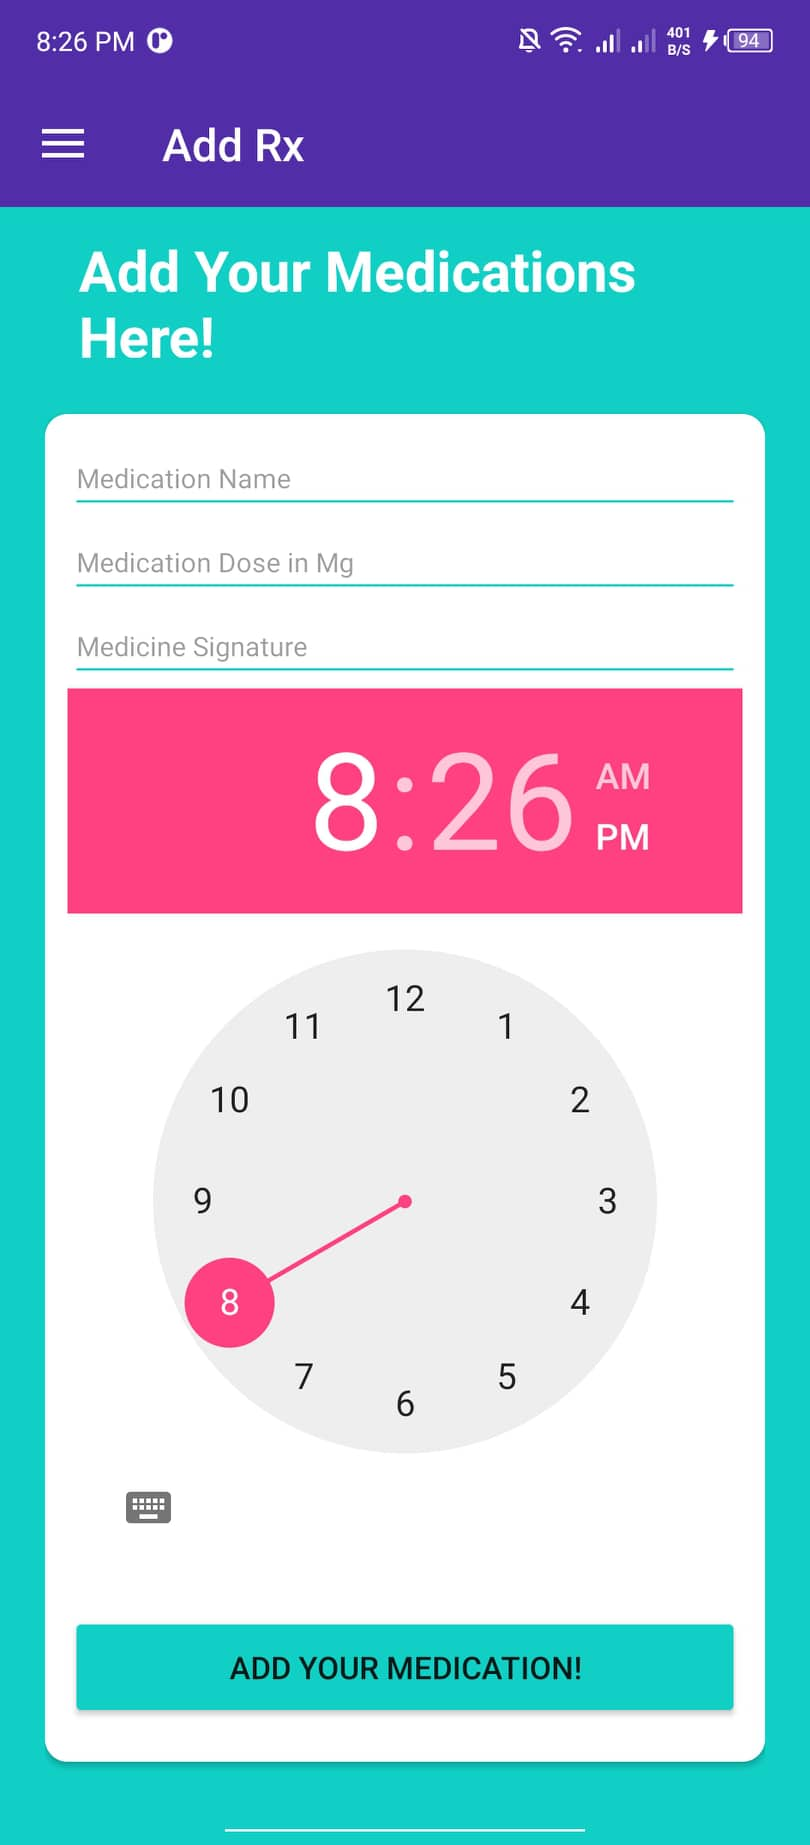 8:26 PM
401 B/S
94
Add Rx
Add Your Medications
Here!
Medication Name
Medication Dose in Mg
Medicine Signature
8:26
AM
PM
12
11
1
10
2
9
3
8
4
7
5
6
ADD YOUR MEDICATION!